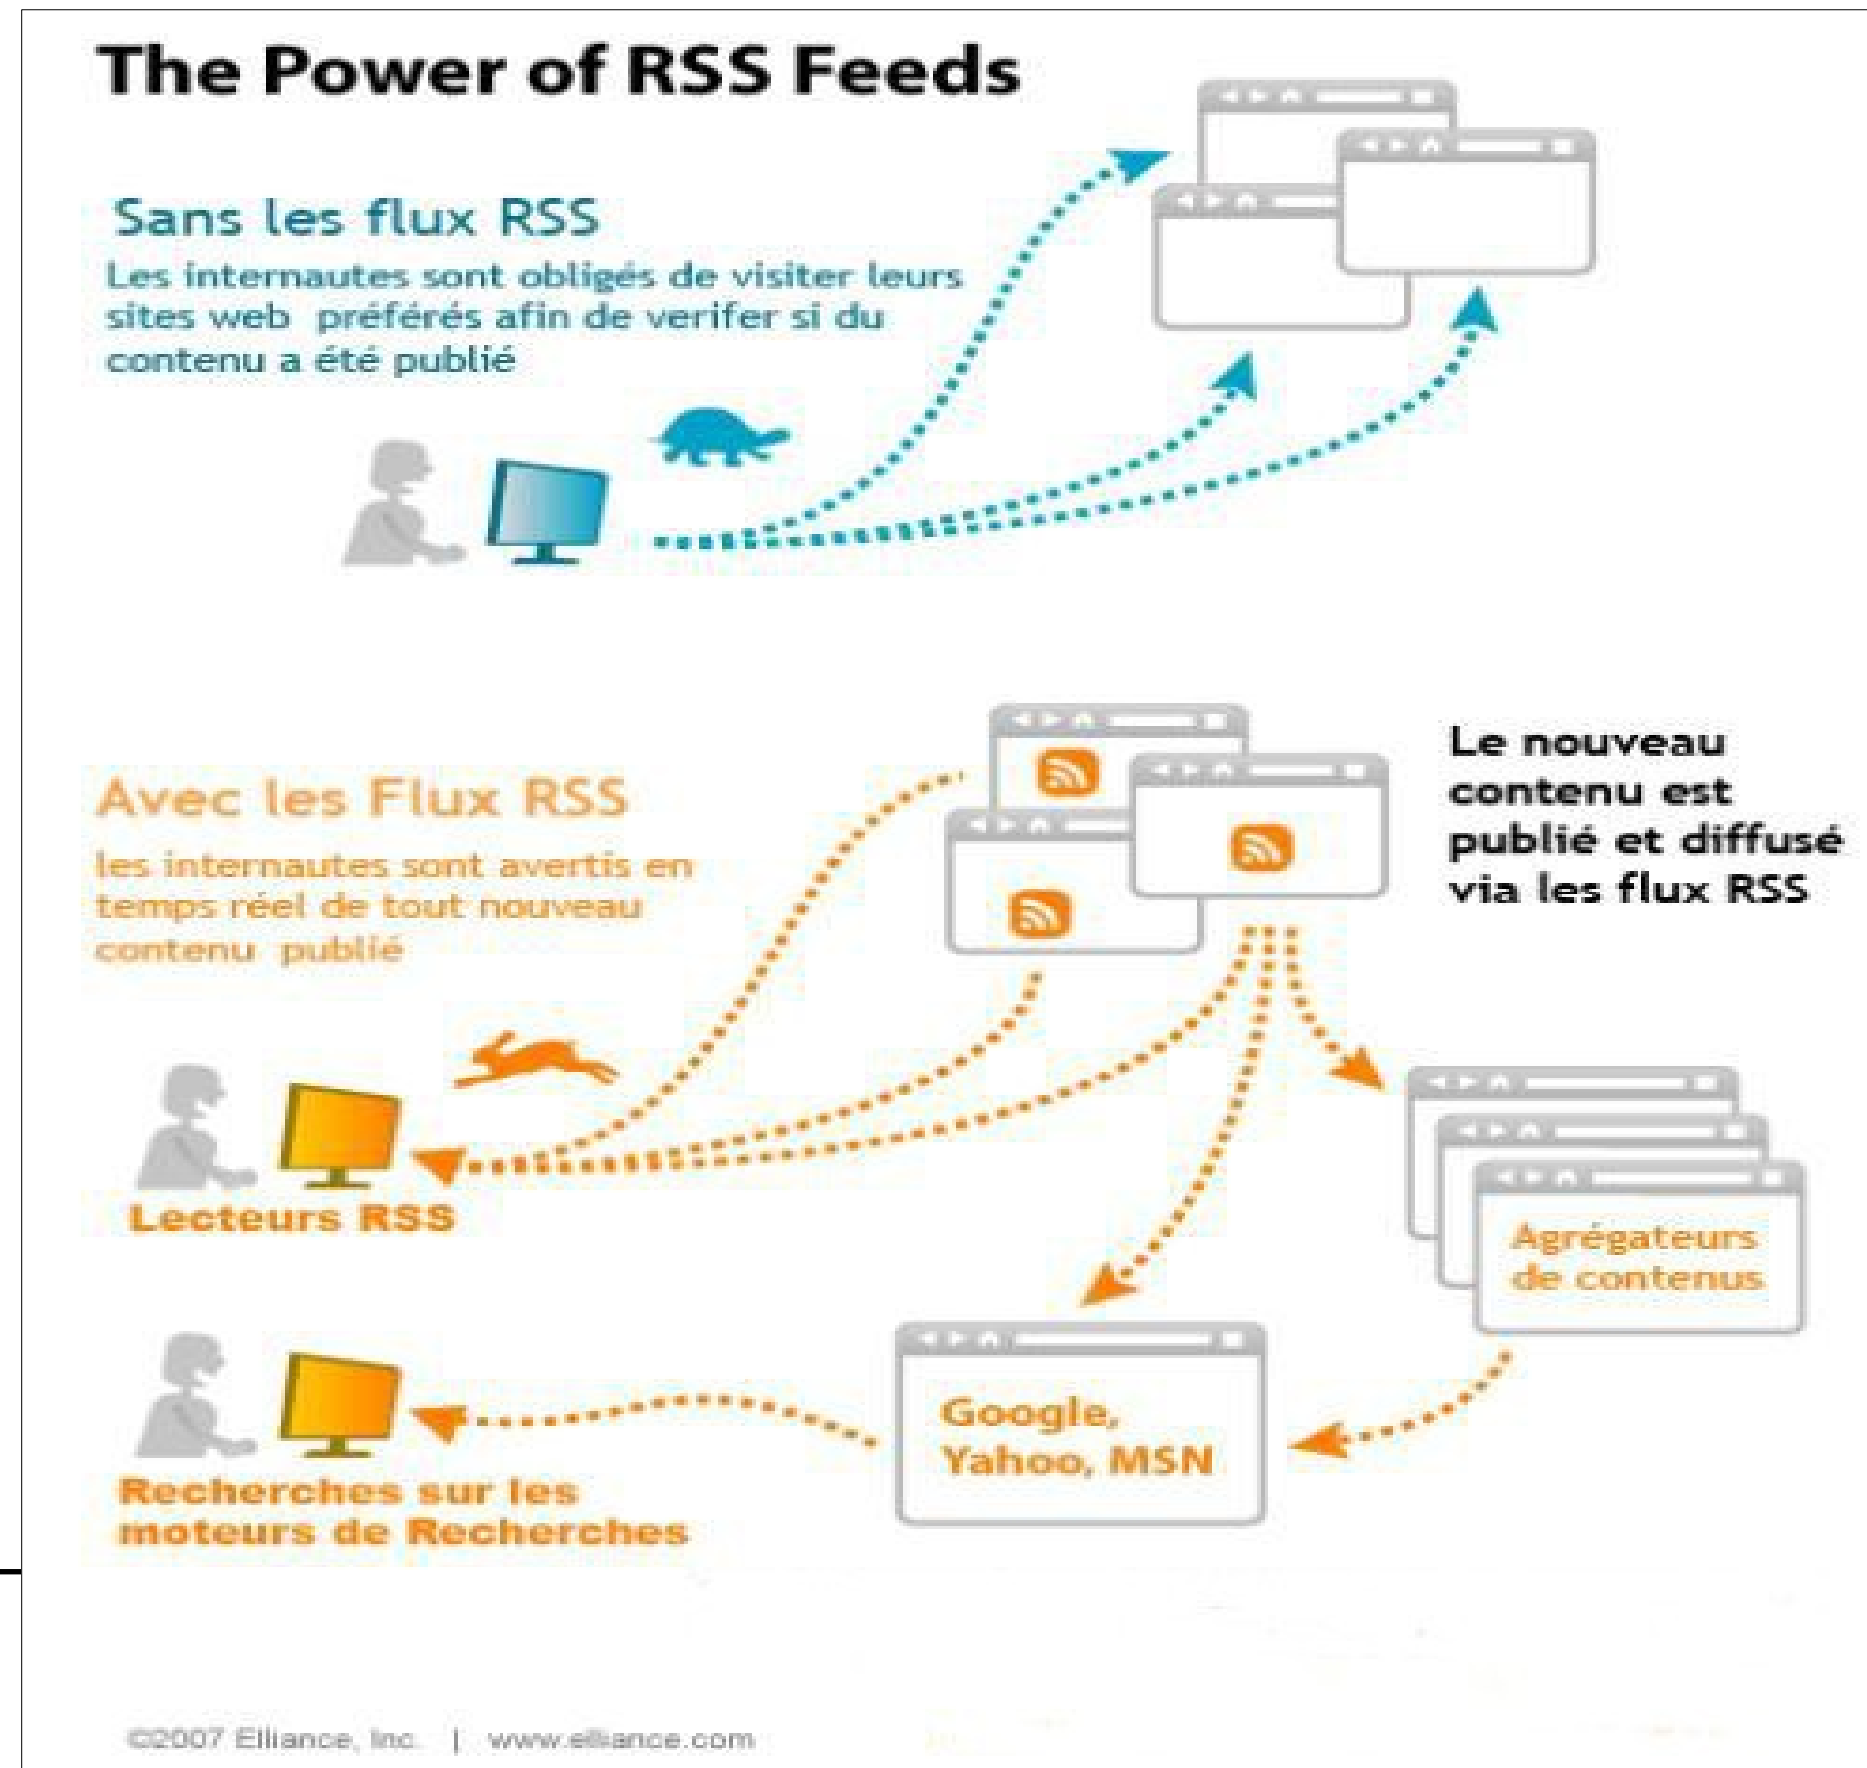 The Power of RSS Feeds
Sans les flux RSS
Les internautes sont obligés de visiter leurs
sites web préférés afin de verifer si du
contenu a été publié
Avec les Flux RSS
les internautes sont avertis en
temps réel de tout nouveau
contenu publié
Le nouveau
contenu est
publié et diffusé
via les flux RSS
Lecteurs RSS
Agrégateurs
de contenus
Google,
Yahoo, MSN
Recherches sur les
moteurs de Recherches
©2007 Elliance, Inc. | www.elliance.com